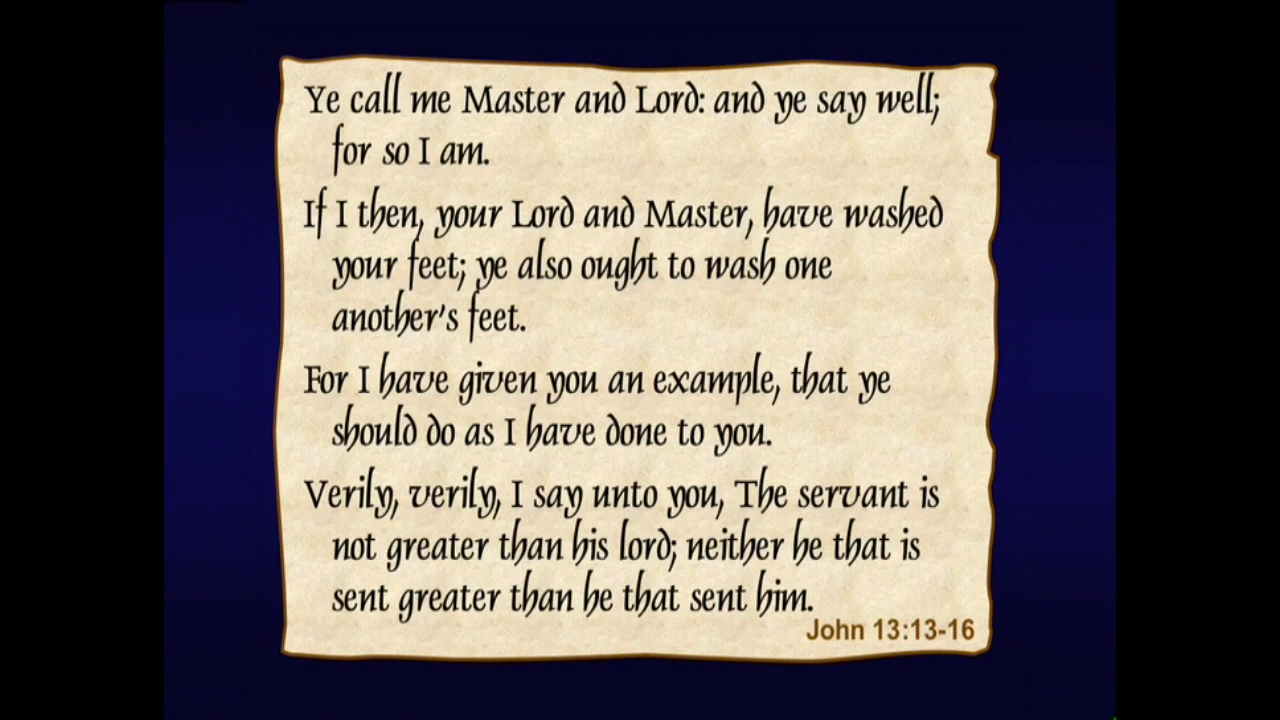 Ye call me Master and Lord: and ye say well;
for so I am.
If I then, your Lord and Master, have washed
your feet; ye also ought to wash one
another's feet.
For I have given you an example, that ye
should do as I have done to you.
Verily, verily, I say unto you, The servant is
not greater than his lord; neither he that is
sent greater than he that sent him.
John 13:13-16